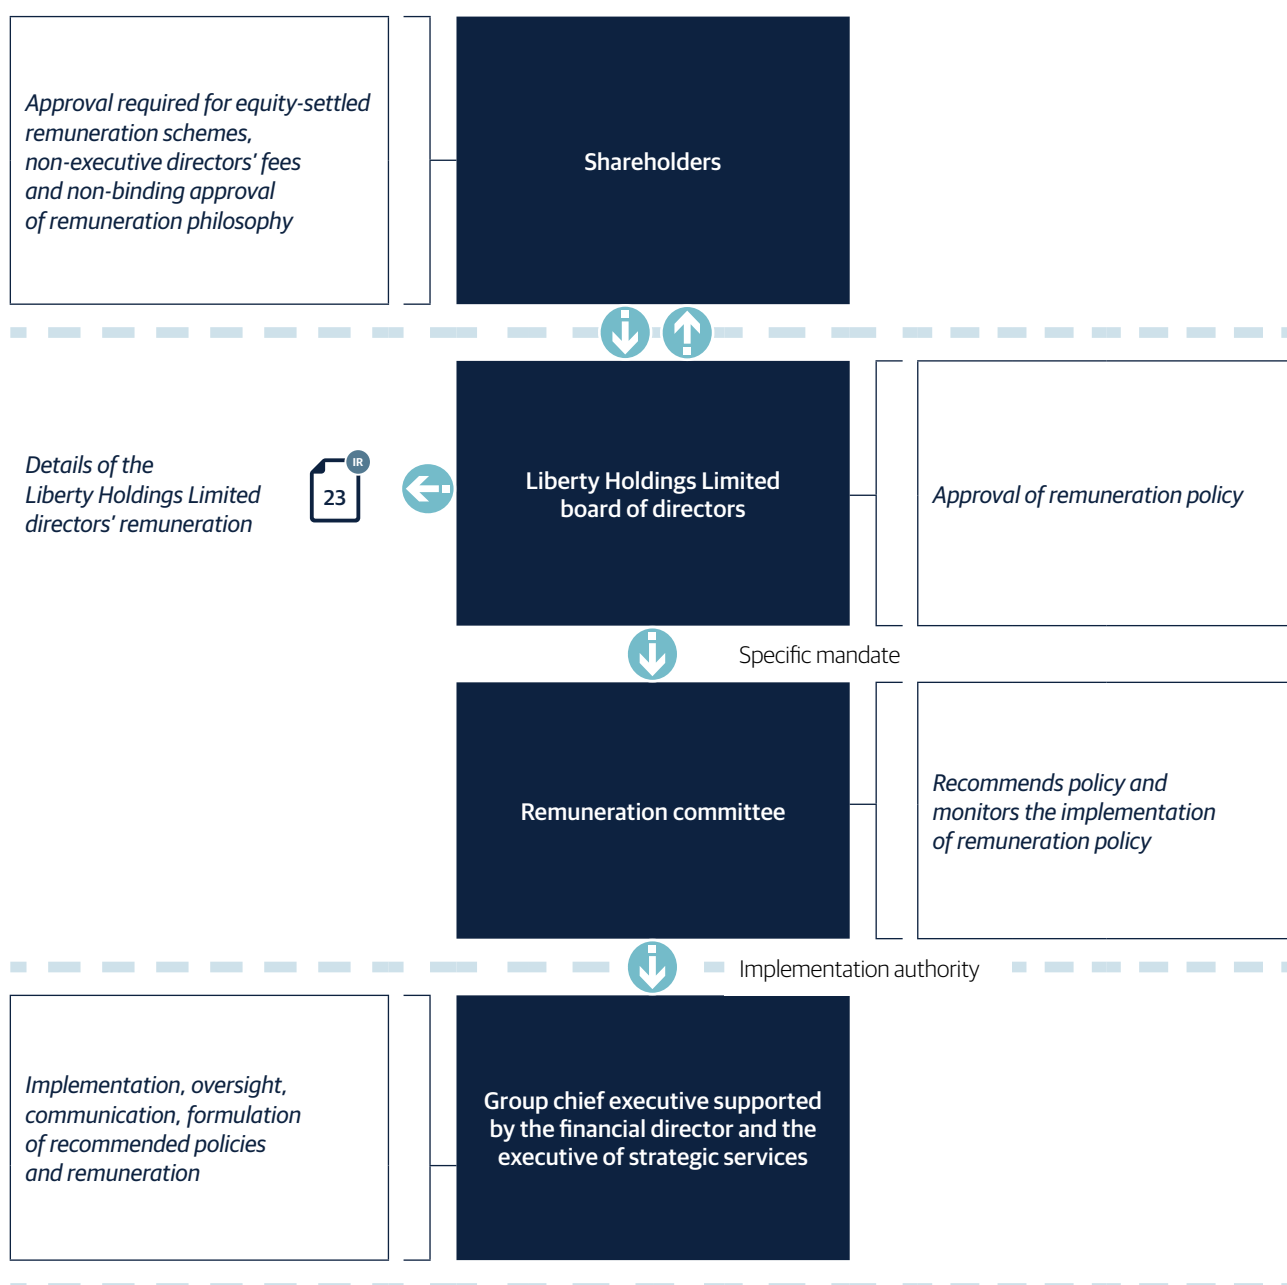 Approval required for equity-settled
remuneration schemes,
non-executive directors' fees
and non-binding approval
of remuneration philosophy
Shareholders
Details of the
Liberty Holdings Limited
directors' remuneration
IR
23
Liberty Holdings Limited
board of directors
Approval of remuneration policy
Specific mandate
Remuneration committee
Recommends policy and
monitors the implementation
of remuneration policy
Implementation authority
Implementation, oversight,
communication, formulation
of recommended policies
and remuneration
Group chief executive supported
by the financial director and the
executive of strategic services